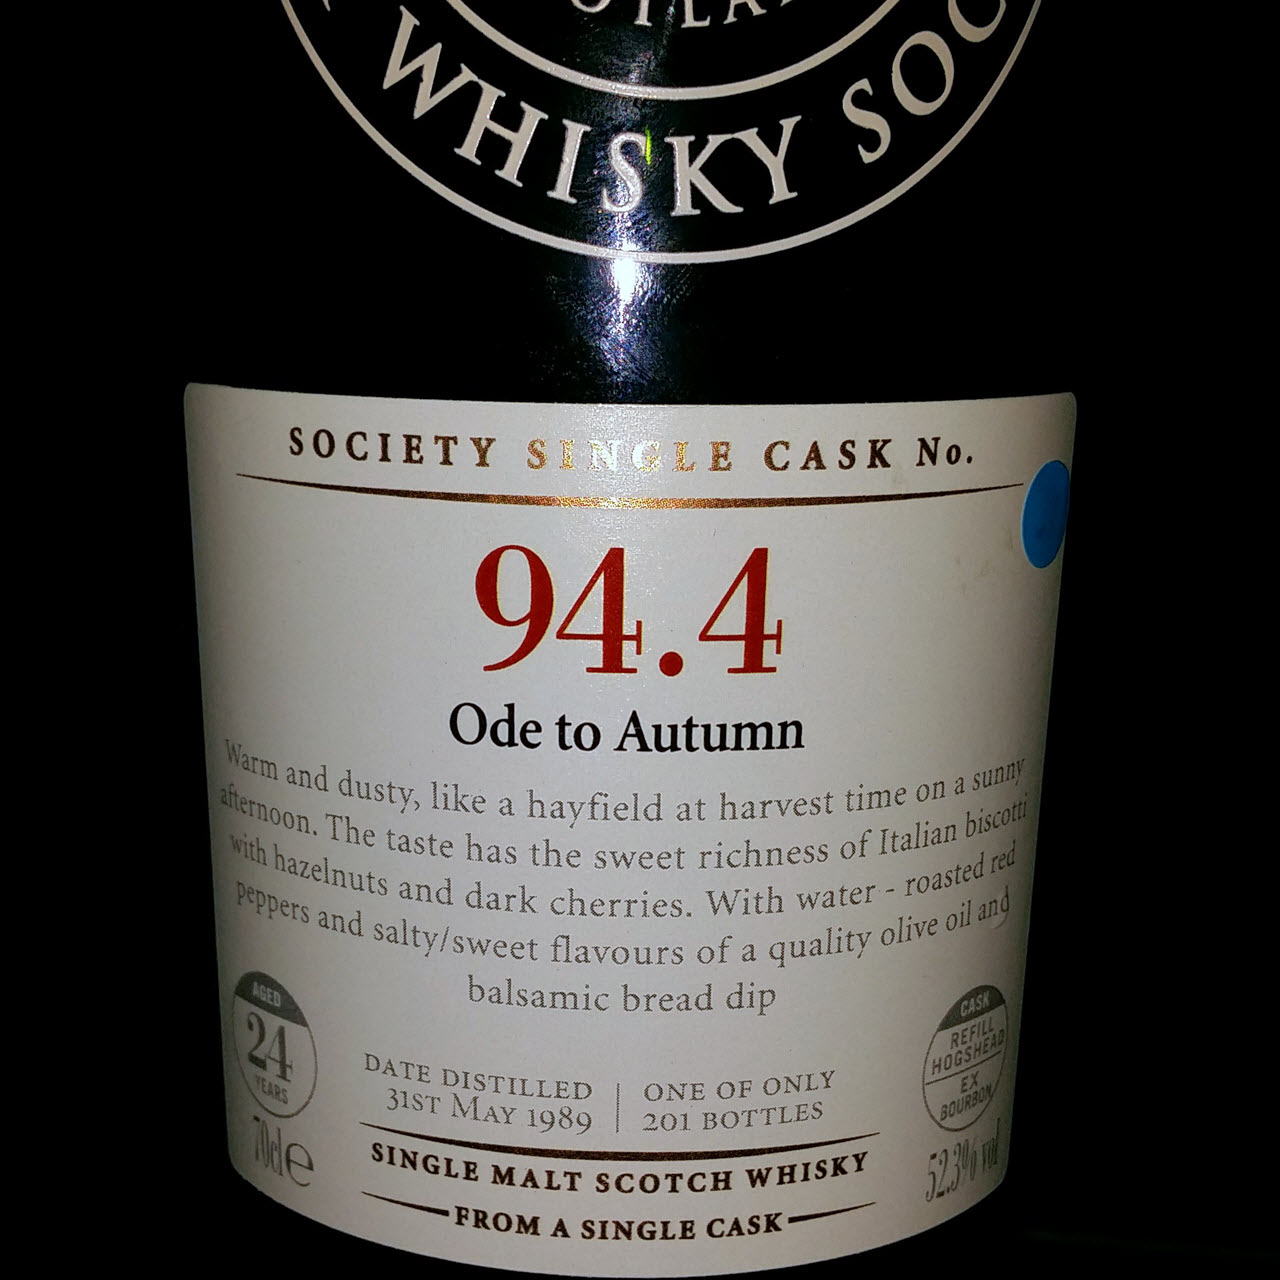 WHISKY SOC
SOCIETY SINGLE CASK No.
94.4
Ode to Autumn
Warm and dusty, like a hayfield at harvest time on a sunny
afternoon. The taste has the sweet richness of Italian biscotti
with hazelnuts and dark cherries. With water - roasted red
peppers and salty/sweet flavours of a quality olive oil and
balsamic bread dip
AGED
24
YEARS
70cl e
DATE DISTILLED
31ST MAY 1989
ONE OF ONLY
201 BOTTLES
CASK
REFILL
HOGSHEAD
EX
BOURBON
52.3% vol
SINGLE MALT SCOTCH WHISKY
FROM A SINGLE CASK